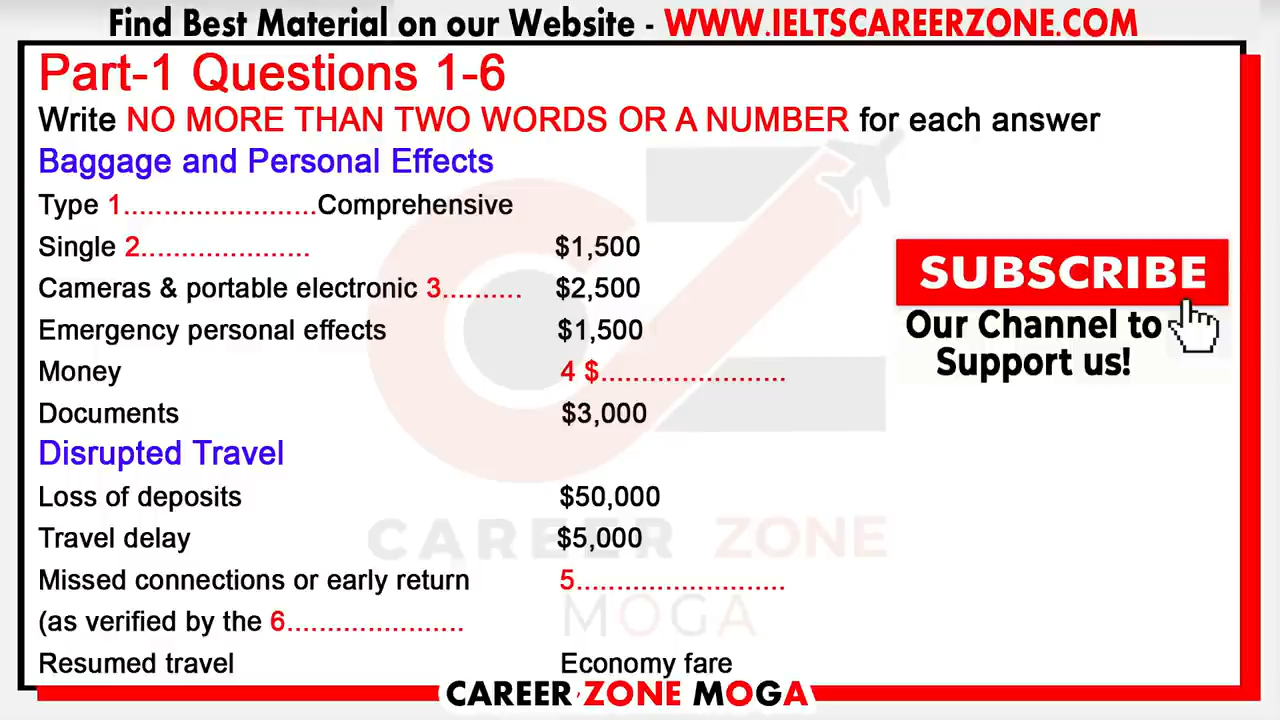 Find Best Material on our Website - WWW.IELTSCAREERZONE.COM
Part-1 Questions 1-6
Write NO MORE THAN TWO WORDS OR A NUMBER for each answer
Baggage and Personal Effects
Type 1........................Comprehensive
Single 2..................... $1,500
Cameras & portable electronic 3.......... $2,500
Emergency personal effects $1,500
Money 4 $.......................
Documents $3,000
Disrupted Travel
Loss of deposits $50,000
Travel delay $5,000
Missed connections or early return 5..........................
(as verified by the 6......................
Resumed travel Economy fare
SUBSCRIBE
Our Channel to
Support us!
CAREER ZONE
MOGA
CAREER ZONE MOGA